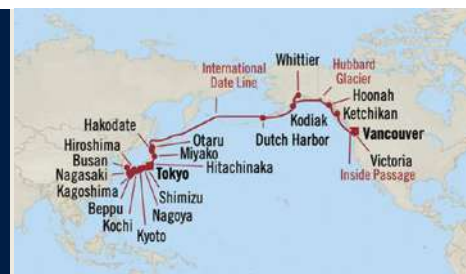 Whittier
Hubbard
Glacier
International
Date Line
Hoonah
Ketchikan
Kodiak
Vancouver
Dutch Harbor
Victoria
Inside Passage
Hakodate
Otaru
Miyako
Hitachinaka
Hiroshima
Busan
Nagasaki
Tokyo
Kagoshima
Shimizu
Beppu
Nagoya
Kochi
Kyoto